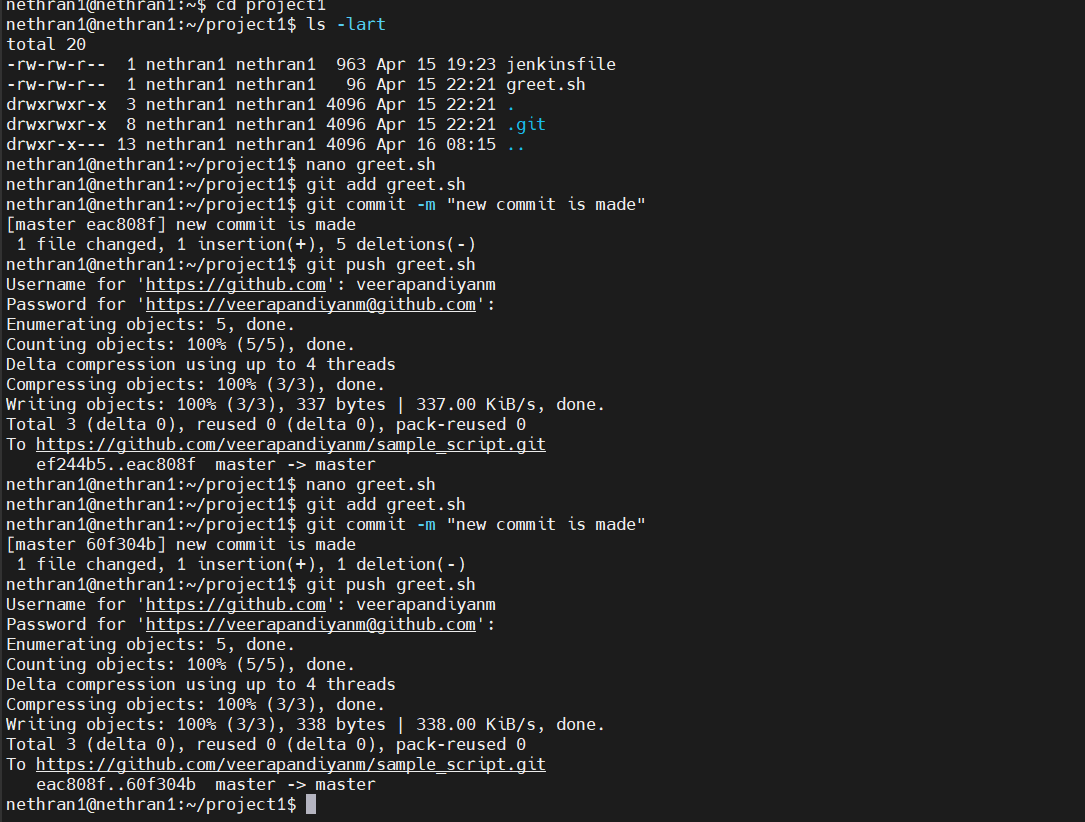 nethran1@nethran1:~$ cd project1
nethran1@nethran1:~/project1$ ls -lart
total 20
-rw-rw-r--  1 nethran1 nethran1  963 Apr 15 19:23 jenkinsfile
-rw-rw-r--  1 nethran1 nethran1   96 Apr 15 22:21 greet.sh
drwxrwxr-x  3 nethran1 nethran1 4096 Apr 15 22:21 .
drwxrwxr-x  8 nethran1 nethran1 4096 Apr 15 22:21 .git
drwxr-x--- 13 nethran1 nethran1 4096 Apr 16 08:15 ..
nethran1@nethran1:~/project1$ nano greet.sh
nethran1@nethran1:~/project1$ git add greet.sh
nethran1@nethran1:~/project1$ git commit -m "new commit is made"
[master eac808f] new commit is made
 1 file changed, 1 insertion(+), 5 deletions(-)
nethran1@nethran1:~/project1$ git push greet.sh
Username for 'https://github.com': veerapandiyanm
Password for 'https://veerapandiyanm@github.com':
Enumerating objects: 5, done.
Counting objects: 100% (5/5), done.
Delta compression using up to 4 threads
Compressing objects: 100% (3/3), done.
Writing objects: 100% (3/3), 337 bytes | 337.00 KiB/s, done.
Total 3 (delta 0), reused 0 (delta 0), pack-reused 0
To https://github.com/veerapandiyanm/sample_script.git
   ef244b5..eac808f  master -> master
nethran1@nethran1:~/project1$ nano greet.sh
nethran1@nethran1:~/project1$ git add greet.sh
nethran1@nethran1:~/project1$ git commit -m "new commit is made"
[master 60f304b] new commit is made
 1 file changed, 1 insertion(+), 1 deletion(-)
nethran1@nethran1:~/project1$ git push greet.sh
Username for 'https://github.com': veerapandiyanm
Password for 'https://veerapandiyanm@github.com':
Enumerating objects: 5, done.
Counting objects: 100% (5/5), done.
Delta compression using up to 4 threads
Compressing objects: 100% (3/3), done.
Writing objects: 100% (3/3), 338 bytes | 338.00 KiB/s, done.
Total 3 (delta 0), reused 0 (delta 0), pack-reused 0
To https://github.com/veerapandiyanm/sample_script.git
   eac808f..60f304b  master -> master
nethran1@nethran1:~/project1$